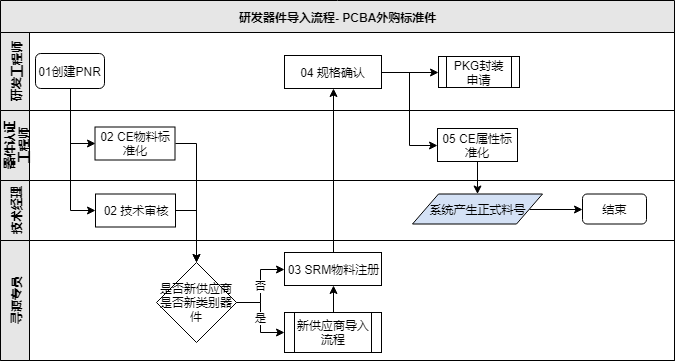 研发器件导入流程- PCBA外购标准件
研发工程师
01创建PNR
04 规格确认
PKG封装
申请
器件认证
工程师
02 CE物料标
准化
05 CE属性标
准化
技术经理
02 技术审核
系统产生正式料号
结束
寻源专员
是否新供应商
是否新类别器
件
否
是
03 SRM物料注册
新供应商导入
流程